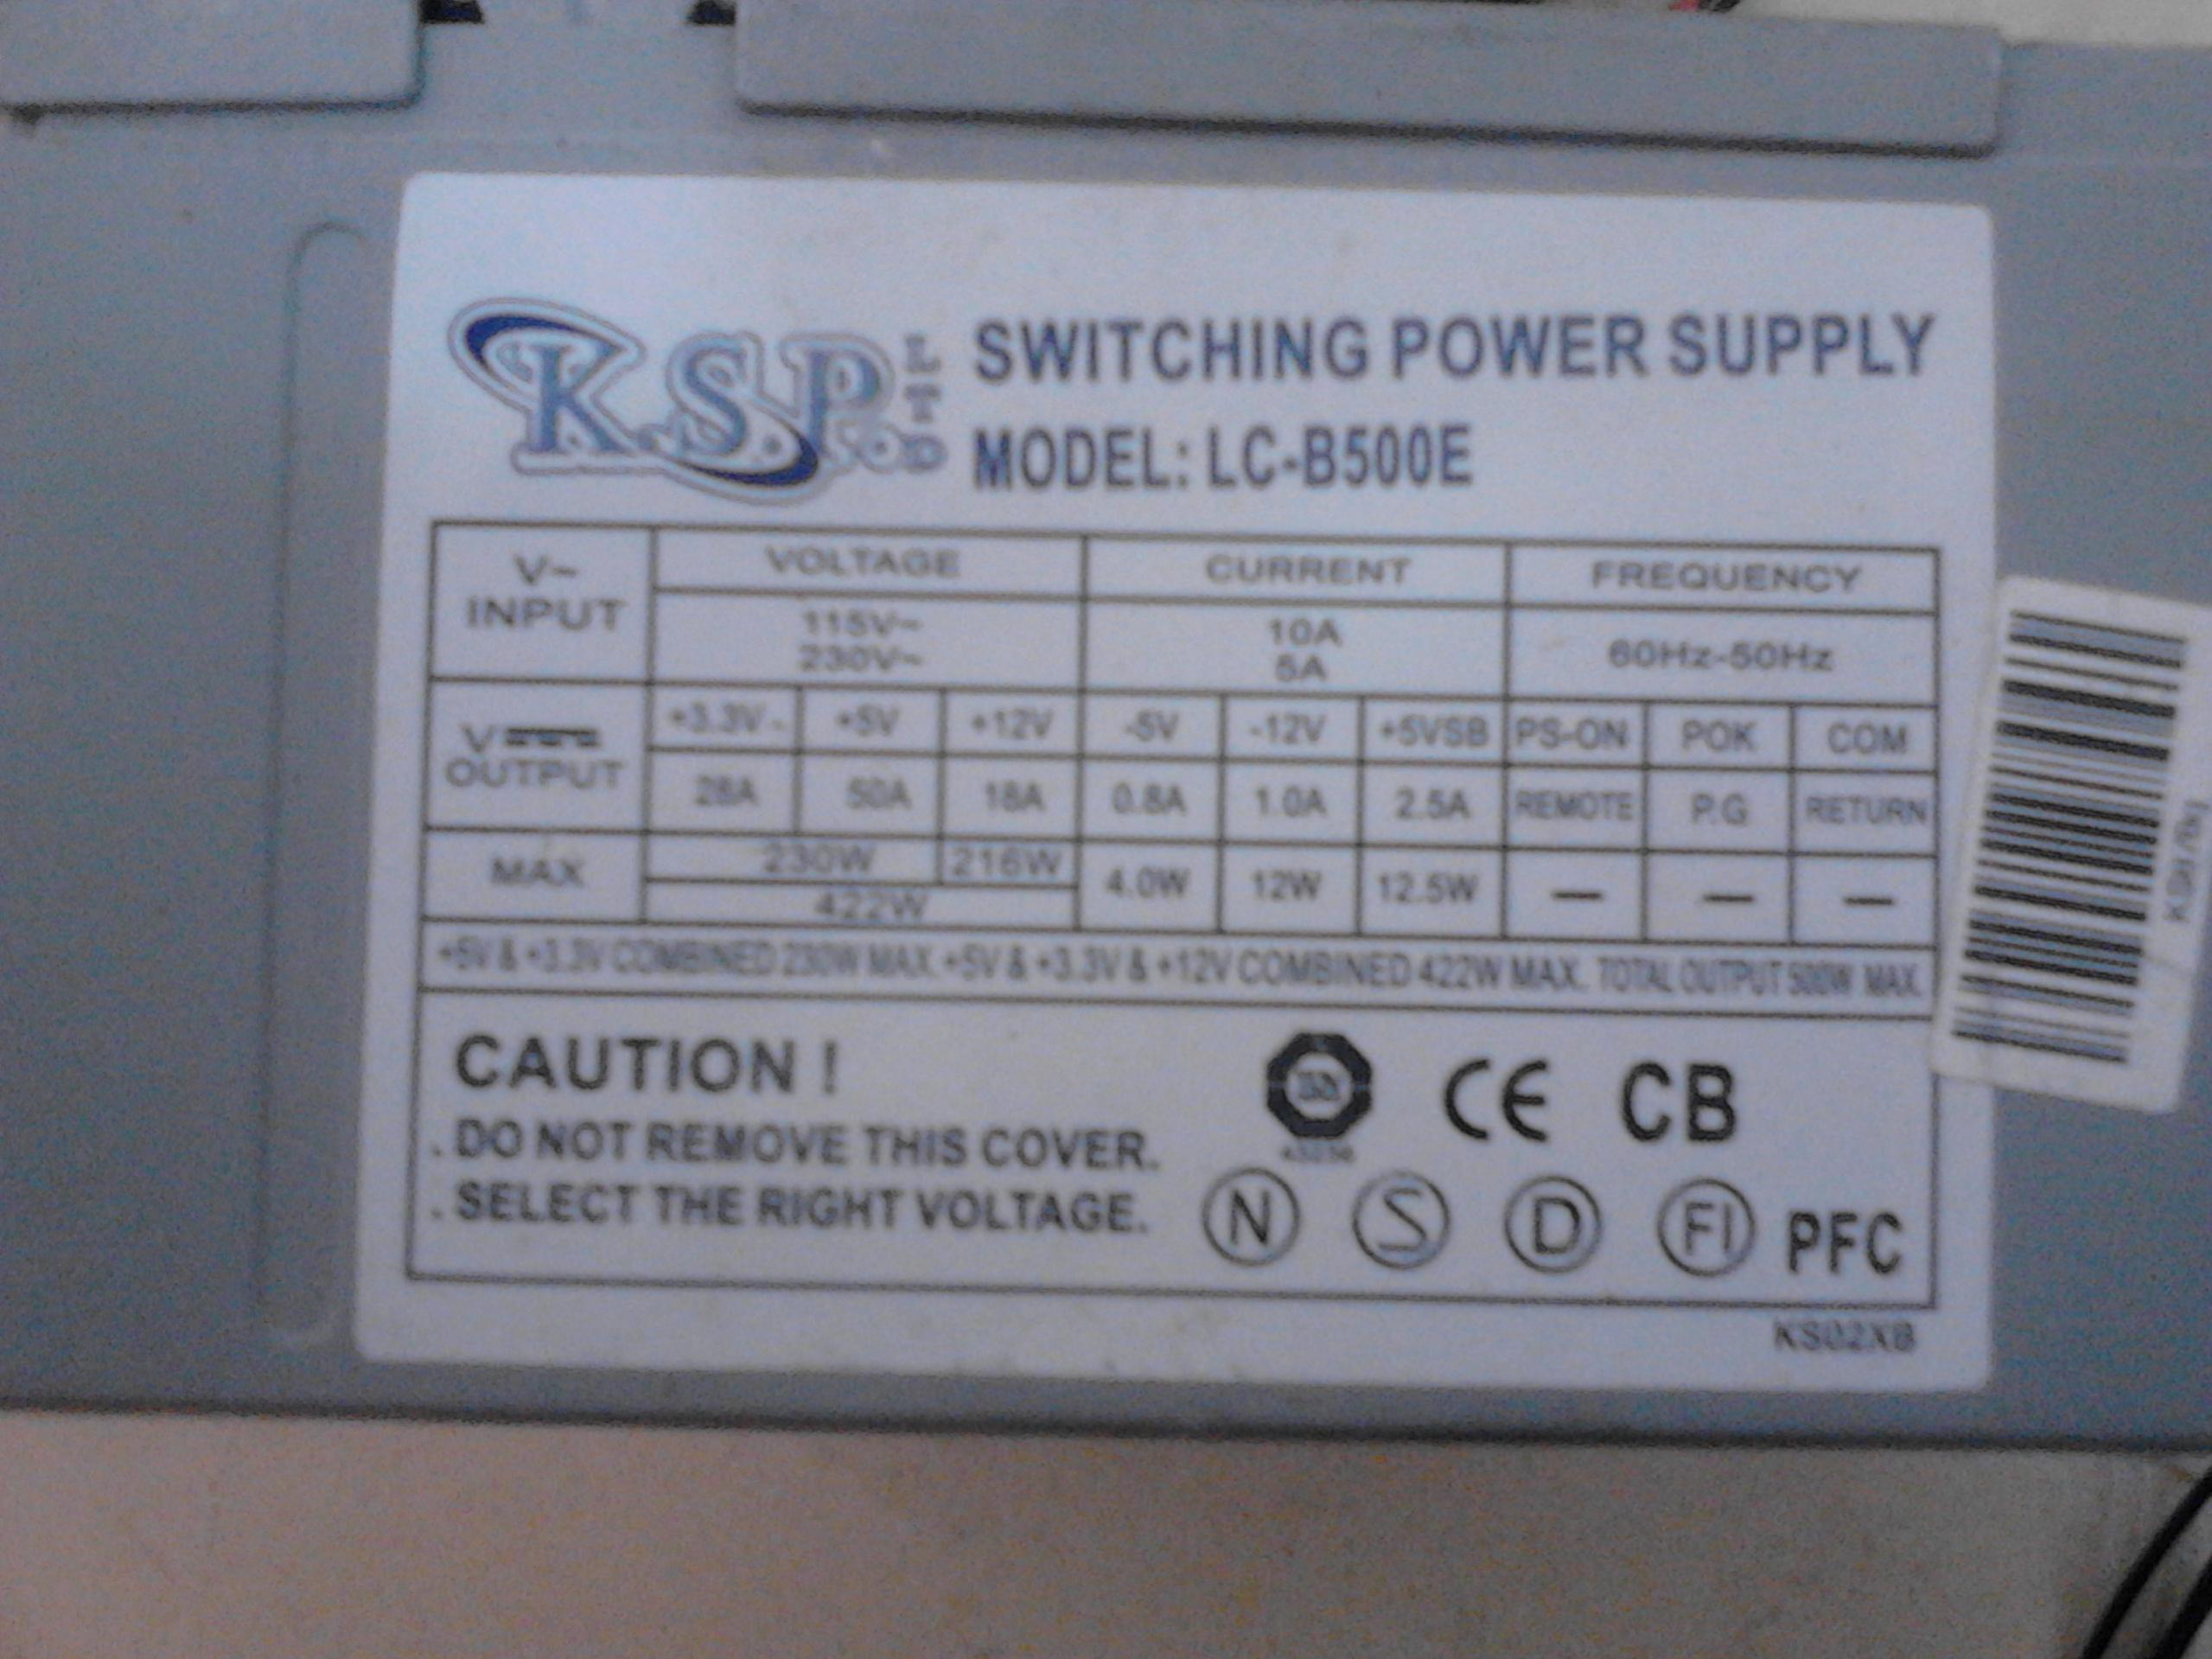 K.S.P. CO LTD
SWITCHING POWER SUPPLY
MODEL: LC-B500E
V~ INPUT
VOLTAGE CURRENT FREQUENCY
115V~ 10A
230V~ 5A
60Hz-50Hz
V OUTPUT
+3.3V +5V +12V -5V -12V +5VSB PS-ON POK COM
28A 50A 18A 0.8A 1.0A 2.5A REMOTE P.G RETURN
MAX
230W 216W 4.0W 12W 12.5W — — —
422W
+5V & +3.3V COMBINED 230W MAX. +5V & +3.3V & +12V COMBINED 422W MAX. TOTAL OUTPUT 500W MAX.
CAUTION !
. DO NOT REMOVE THIS COVER.
. SELECT THE RIGHT VOLTAGE.
CE CB
N S D FI PFC
KS02XB